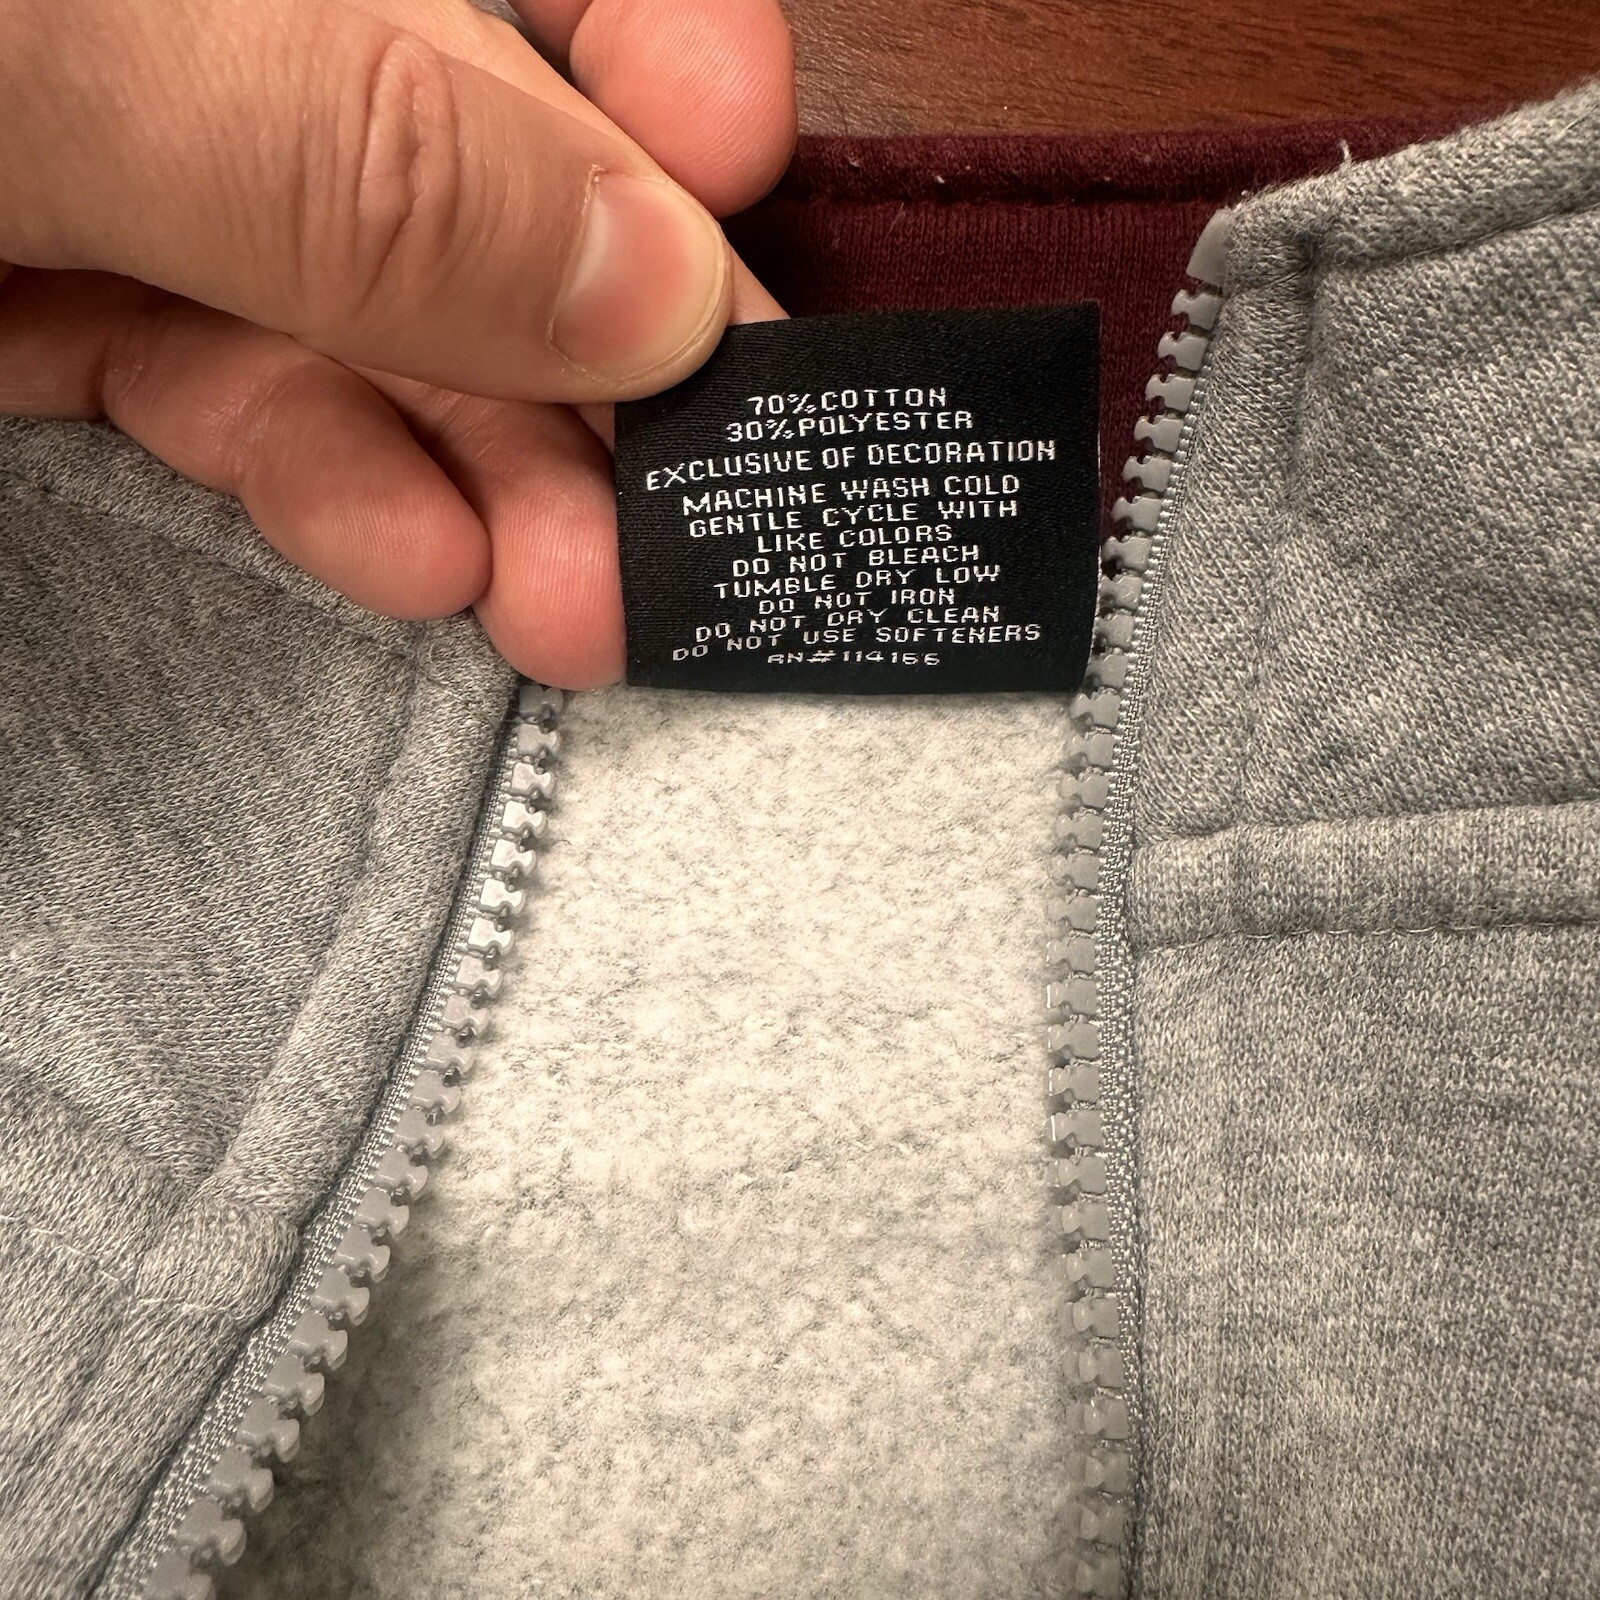 70% COTTON
30% POLYESTER
EXCLUSIVE OF DECORATION
MACHINE WASH COLD
GENTLE CYCLE WITH
LIKE COLORS
DO NOT BLEACH
TUMBLE DRY LOW
DO NOT IRON
DO NOT DRY CLEAN
DO NOT USE SOFTENERS
RN#114166